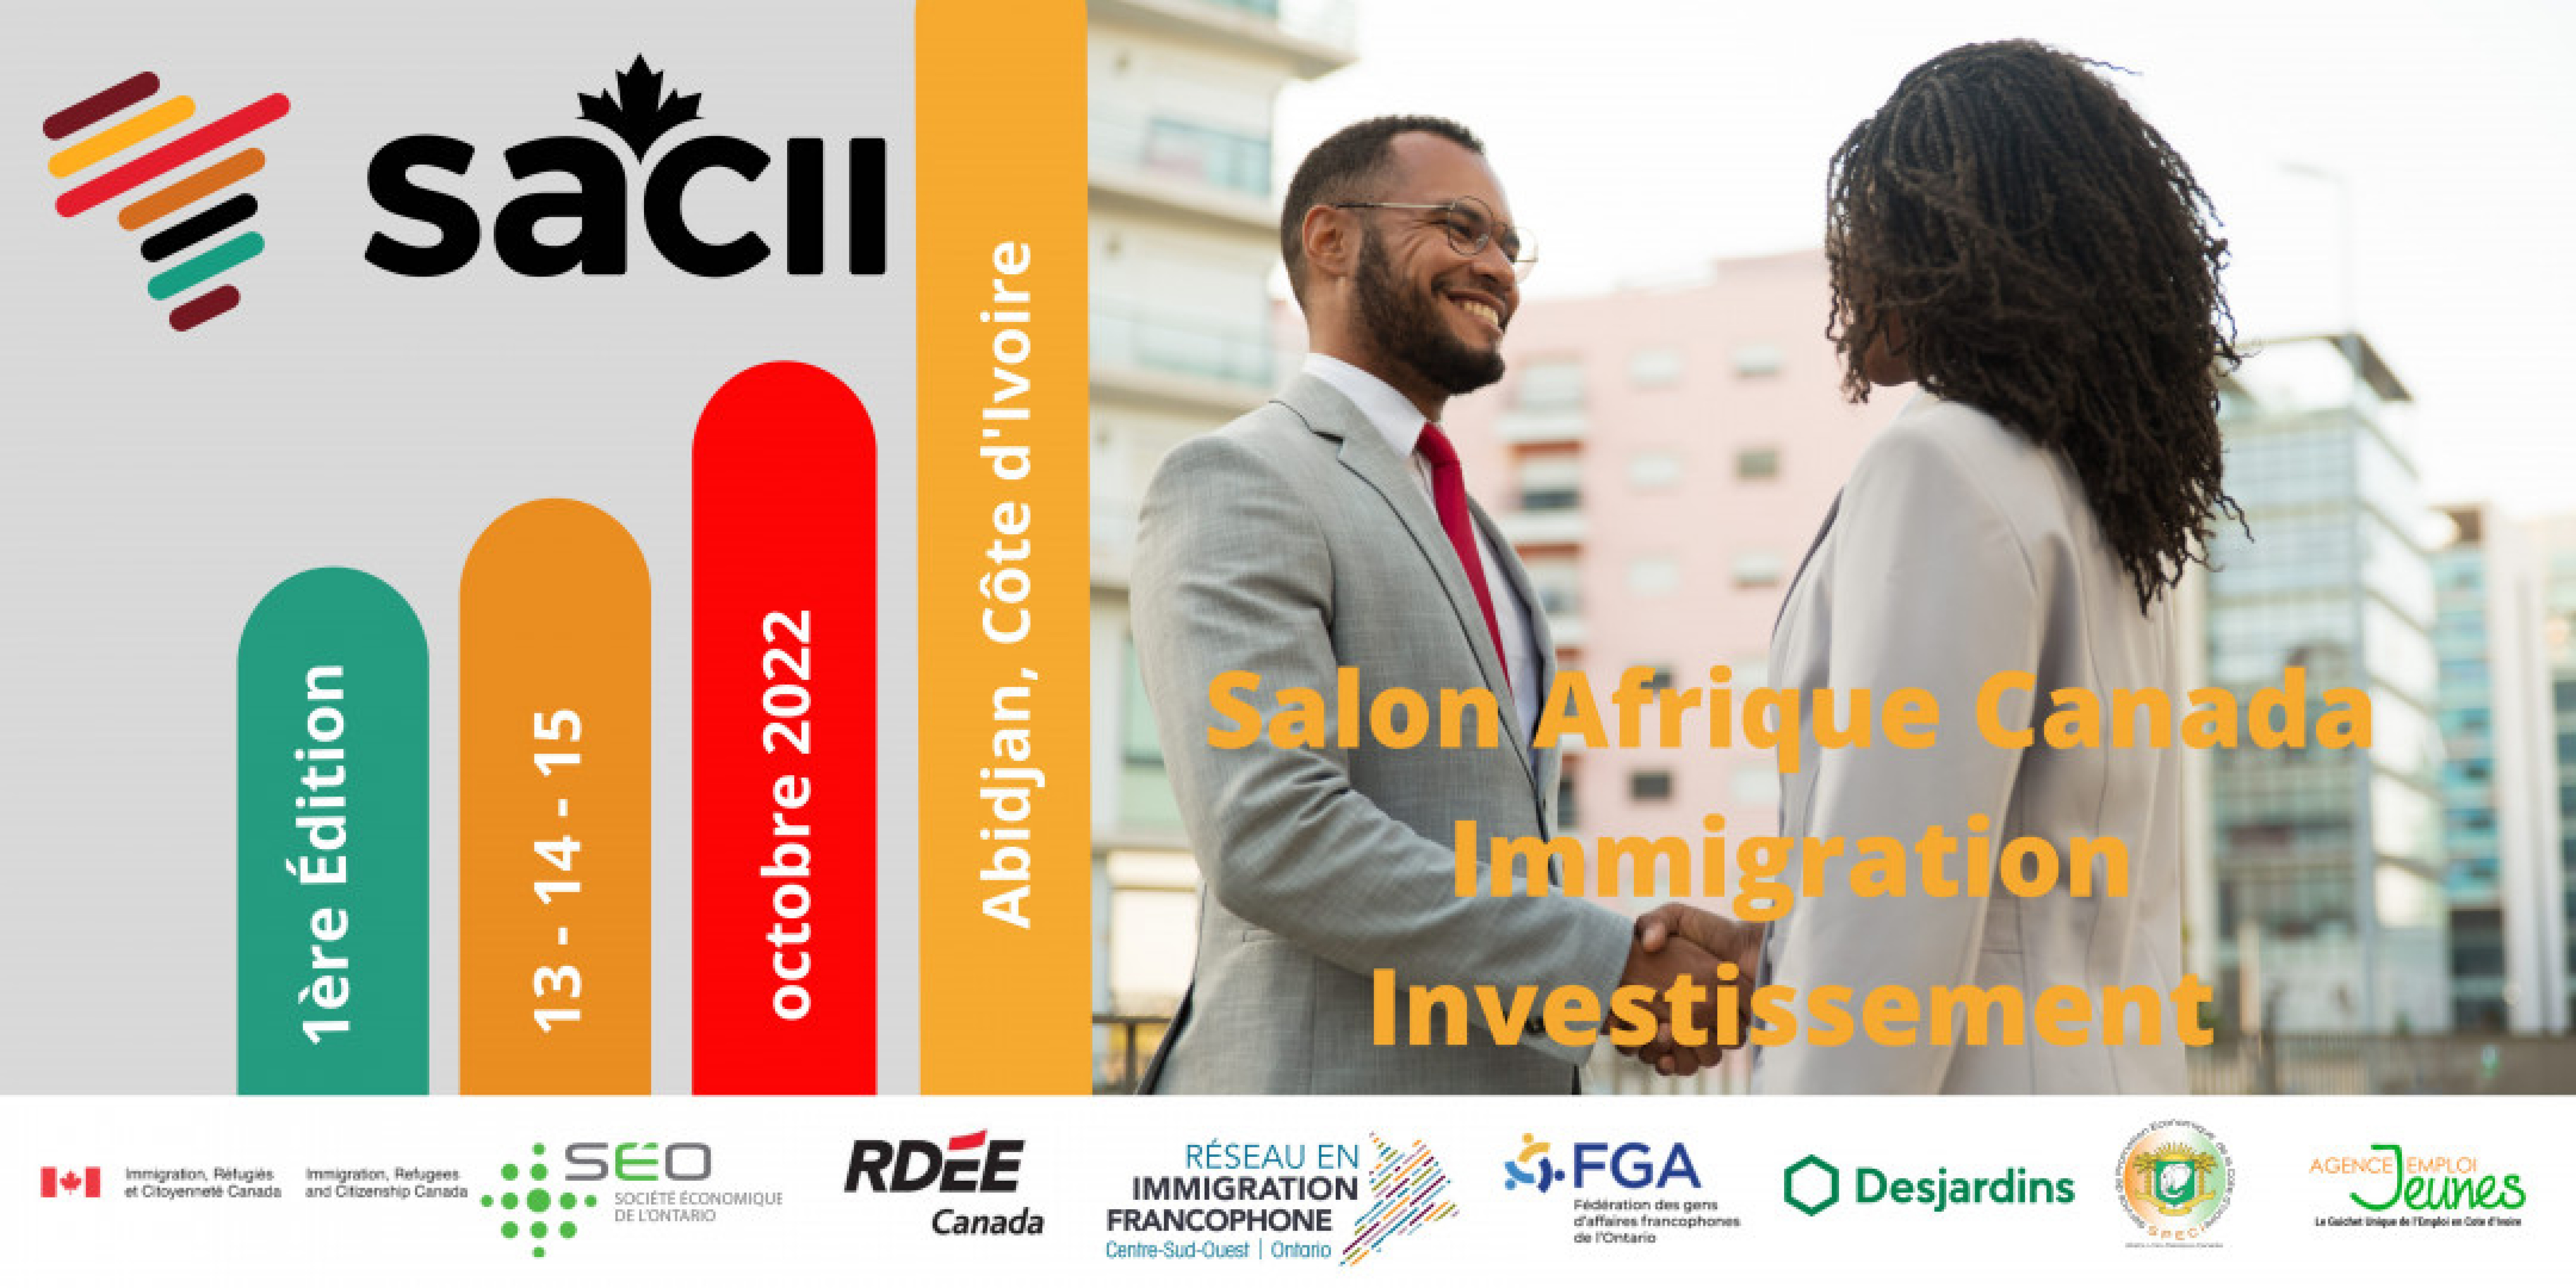 sacii
1ère Édition
13 - 14 - 15
octobre 2022
Abidjan, Côte d'Ivoire
Salon Afrique Canada
Immigration
Investissement
Immigration, Réfugiés
et Citoyenneté Canada
Immigration, Refugees
and Citizenship Canada
SÉO
SOCIÉTÉ ÉCONOMIQUE
DE L'ONTARIO
RDÉE
Canada
RÉSEAU EN
IMMIGRATION
FRANCOPHONE
Centre-Sud-Ouest | Ontario
FGA
Fédération des gens
d'affaires francophones
de l'Ontario
Desjardins
SPECI
AGENCE EMPLOI
Jeunes
Le Guichet Unique de l'Emploi en Cote d'Ivoire